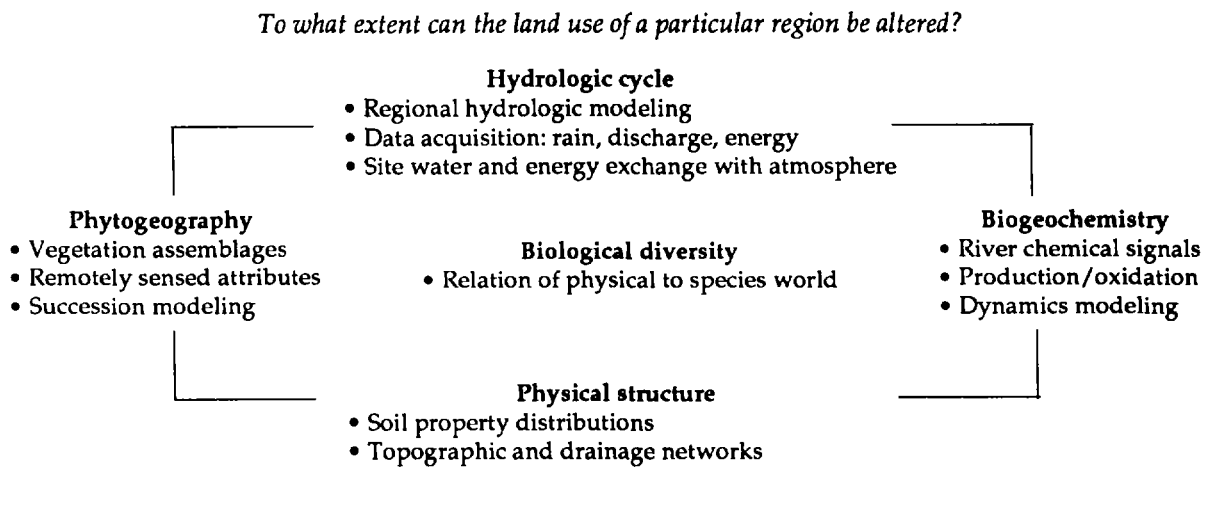 To what extent can the land use of a particular region be altered?
Hydrologic cycle
• Regional hydrologic modeling
• Data acquisition: rain, discharge, energy
• Site water and energy exchange with atmosphere
Phytogeography
• Vegetation assemblages
• Remotely sensed attributes
• Succession modeling
Biological diversity
• Relation of physical to species world
Biogeochemistry
• River chemical signals
• Production/oxidation
• Dynamics modeling
Physical structure
• Soil property distributions
• Topographic and drainage networks